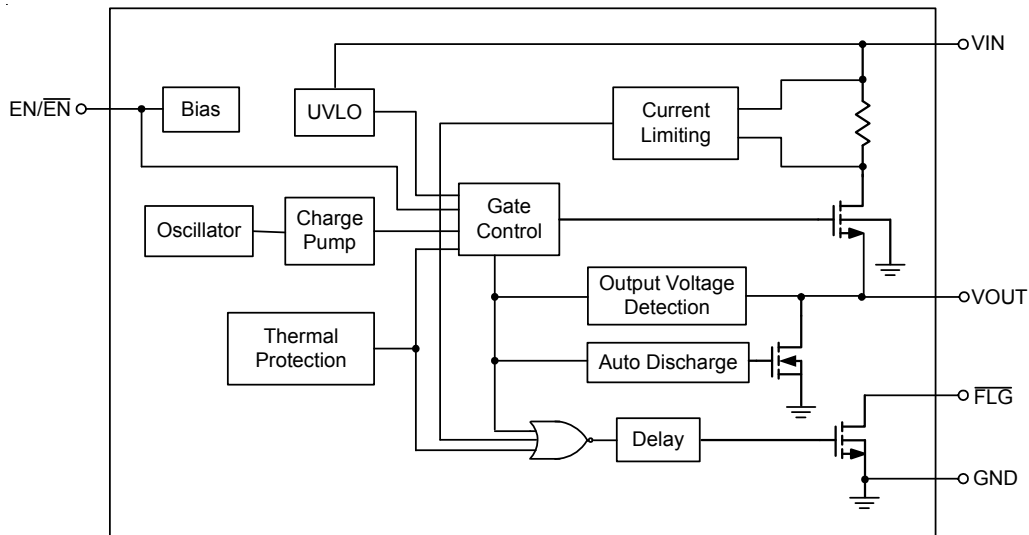 VIN
EN/EN
Bias
UVLO
Current
Limiting
Gate
Control
Oscillator
Charge
Pump
Output Voltage
Detection
VOUT
Thermal
Protection
Auto Discharge
FLG
Delay
GND